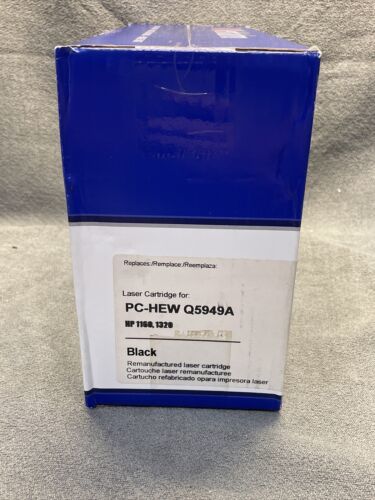 Replaces:/Remplace:/Reemplaza:
Laser Cartridge for:
PC-HEW Q5949A
HP 1160, 1320
Black
Remanufactured laser cartridge
Cartouche laser remanufacturee
Cartucho refabricado opara impresora laser